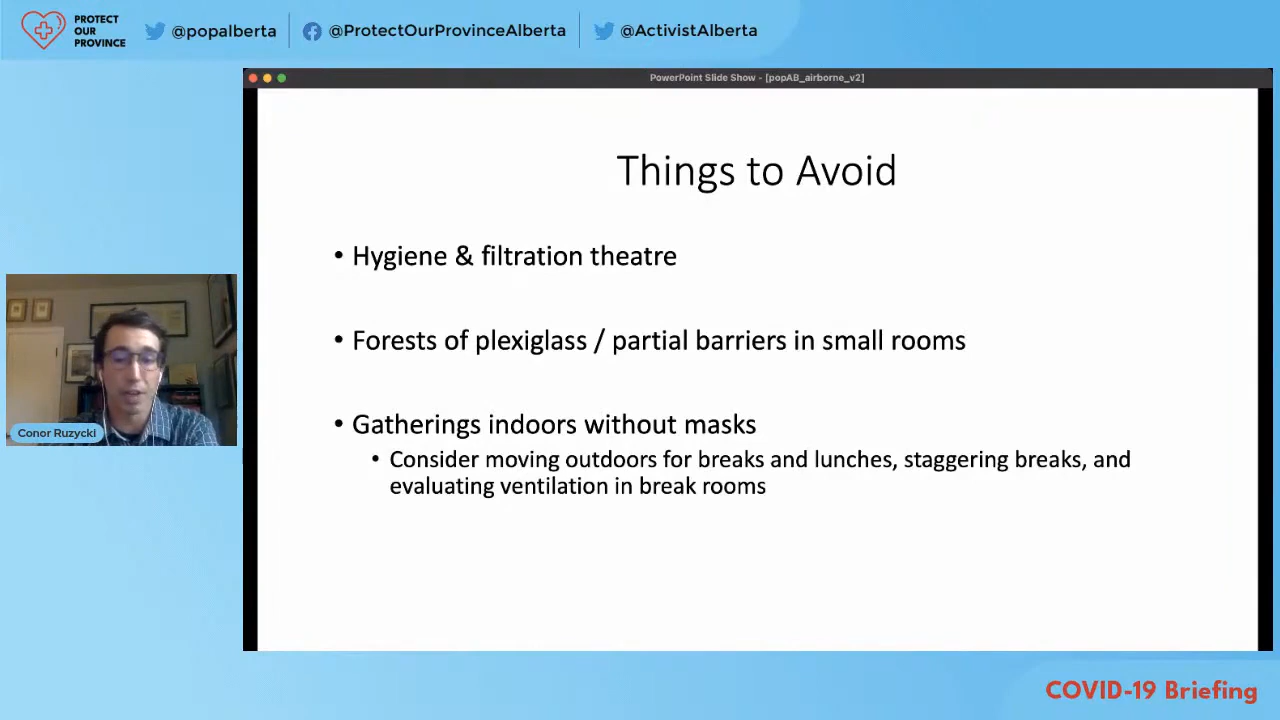 PROTECT
OUR
PROVINCE
@popalberta
@ProtectOurProvinceAlberta
@ActivistAlberta
PowerPoint Slide Show - [popAB_airborne_v2]
Things to Avoid
• Hygiene & filtration theatre
• Forests of plexiglass / partial barriers in small rooms
• Gatherings indoors without masks
• Consider moving outdoors for breaks and lunches, staggering breaks, and
evaluating ventilation in break rooms
Conor Ruzycki
COVID-19 Briefing